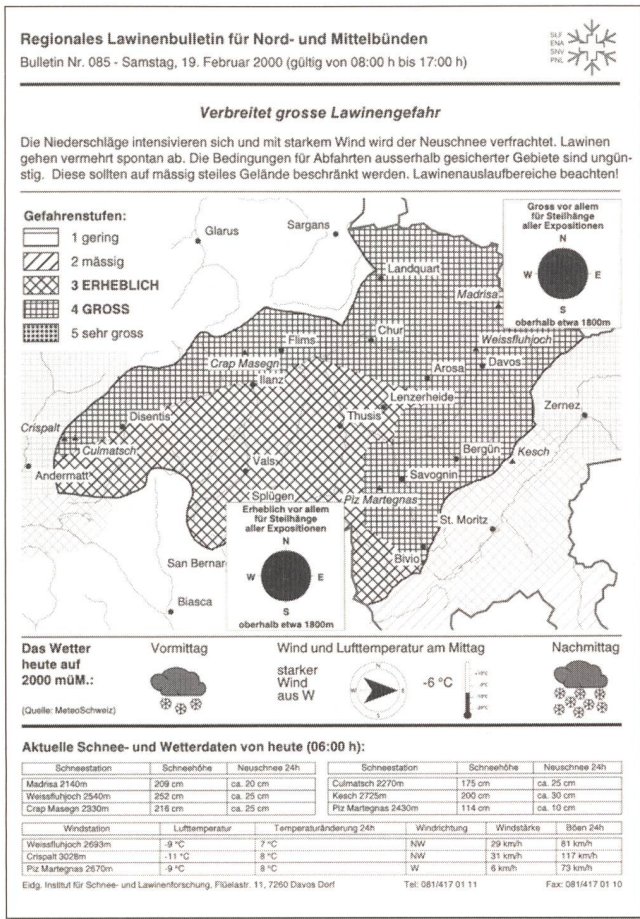 Regionales Lawinenbulletin für Nord- und Mittelbünden
Bulletin Nr. 085 - Samstag, 19. Februar 2000 (gültig von 08:00 h bis 17:00 h)
SLF
ENA
SNV
PNL
Verbreitet grosse Lawinengefahr
Die Niederschläge intensivieren sich und mit starkem Wind wird der Neuschnee verfrachtet. Lawinen
gehen vermehrt spontan ab. Die Bedingungen für Abfahrten ausserhalb gesicherter Gebiete sind ungün-
stig. Diese sollten auf mässig steiles Gelände beschränkt werden. Lawinenauslaufbereiche beachten!
Gefahrenstufen:
1 gering
2 mässig
3 ERHEBLICH
4 GROSS
5 sehr gross
Glarus
Sargans
Gross vor allem
für Steilhänge
aller Expositionen
N
W E
S
oberhalb etwa 1800m
Landquart
Madrisa
Chur
Flims
Crap Masegn
Weissfluhjoch
Davos
Arosa
Ilanz
Lenzerheide
Disentis
Thusis
Zernez
Crispalt
Culmatsch
Andermatt
Vals
Bergün
Kesch
Savognin
Piz Martegnas
Splügen
Erheblich vor allem
für Steilhänge
aller Expositionen
N
W E
S
oberhalb etwa 1800m
St. Moritz
Bivio
San Bernar
Biasca
Das Wetter
heute auf
2000 müM.:
(Quelle: MeteoSchweiz)
Vormittag
Wind und Lufttemperatur am Mittag
starker
Wind
aus W
N
W E
S
-6 °C
Nachmittag
Aktuelle Schnee- und Wetterdaten von heute (06:00 h):
Schneestation Schneehöhe Neuschnee 24h
Madrisa 2140m 209 cm ca. 20 cm
Weissfluhjoch 2540m 252 cm ca. 25 cm
Crap Masegn 2330m 216 cm ca. 25 cm
Schneestation Schneehöhe Neuschnee 24h
Culmatsch 2270m 175 cm ca. 25 cm
Kesch 2725m 200 cm ca. 30 cm
Piz Martegnas 2430m 114 cm ca. 10 cm
Windstation Lufttemperatur Temperaturänderung 24h Windrichtung Windstärke Böen 24h
Weissfluhjoch 2693m -9 °C 7 °C NW 29 km/h 81 km/h
Crispalt 3028m -11 °C 8 °C NW 31 km/h 117 km/h
Piz Martegnas 2670m -9 °C 8 °C W 6 km/h 73 km/h
Eidg. Institut für Schnee- und Lawinenforschung, Flüelastr. 11, 7260 Davos Dorf Tel: 081/417 01 11 Fax: 081/417 01 10